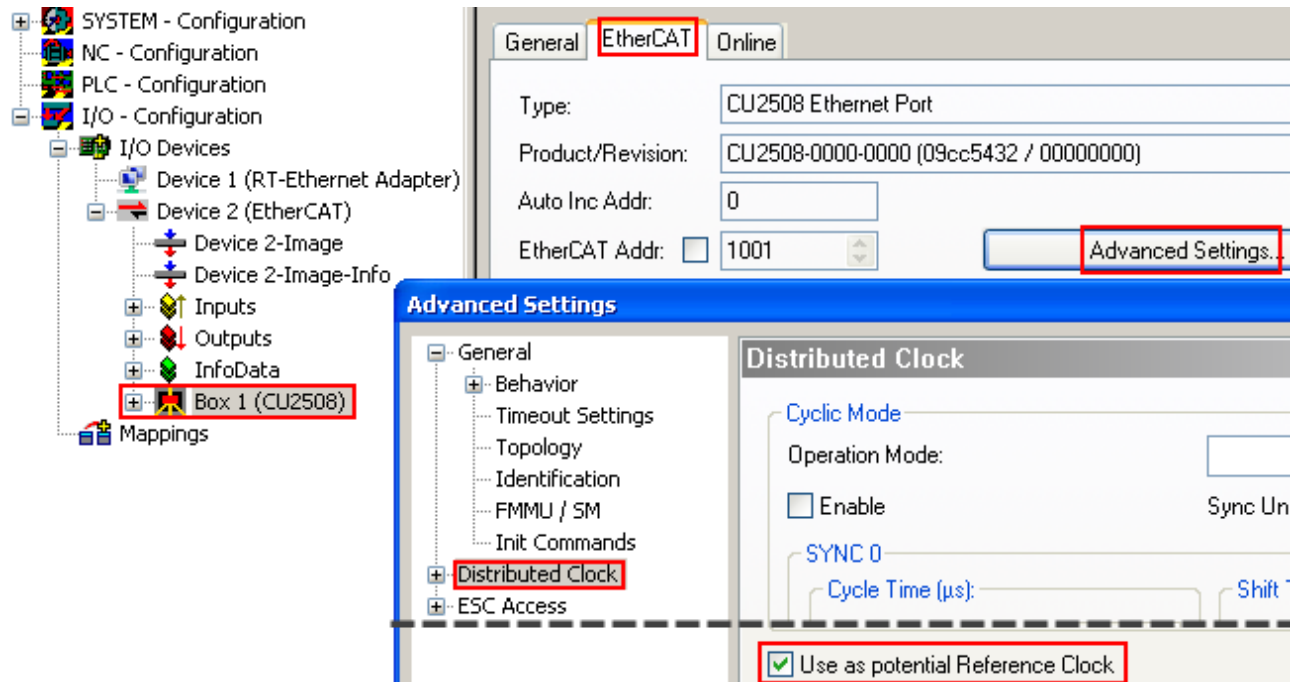 SYSTEM - Configuration
NC - Configuration
PLC - Configuration
I/O - Configuration
I/O Devices
Device 1 (RT-Ethernet Adapter)
Device 2 (EtherCAT)
Device 2-Image
Device 2-Image-Info
Inputs
Outputs
InfoData
Box 1 (CU2508)
Mappings
General EtherCAT Online
Type: CU2508 Ethernet Port
Product/Revision: CU2508-0000-0000 (09cc5432 / 00000000)
Auto Inc Addr: 0
EtherCAT Addr: 1001 Advanced Settings...
Advanced Settings
General
Behavior
Timeout Settings
Topology
Identification
FMMU / SM
Init Commands
Distributed Clock
ESC Access
Distributed Clock
Cyclic Mode
Operation Mode:
Enable Sync Un
SYNC 0
Cycle Time (µs): Shift T
Use as potential Reference Clock